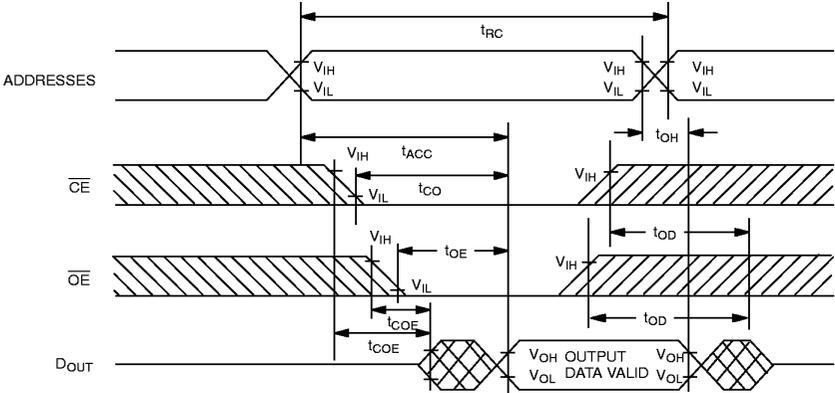 tRC
ADDRESSES
VIH
VIL
VIH
VIL
VIH
VIL
tOH
tACC
CE
VIH
VIL
tCO
VIH
tOD
OE
VIH
VIL
tOE
VIH
tOD
tCOE
tCOE
DOUT
VOH OUTPUT VOH
VOL DATA VALID VOL